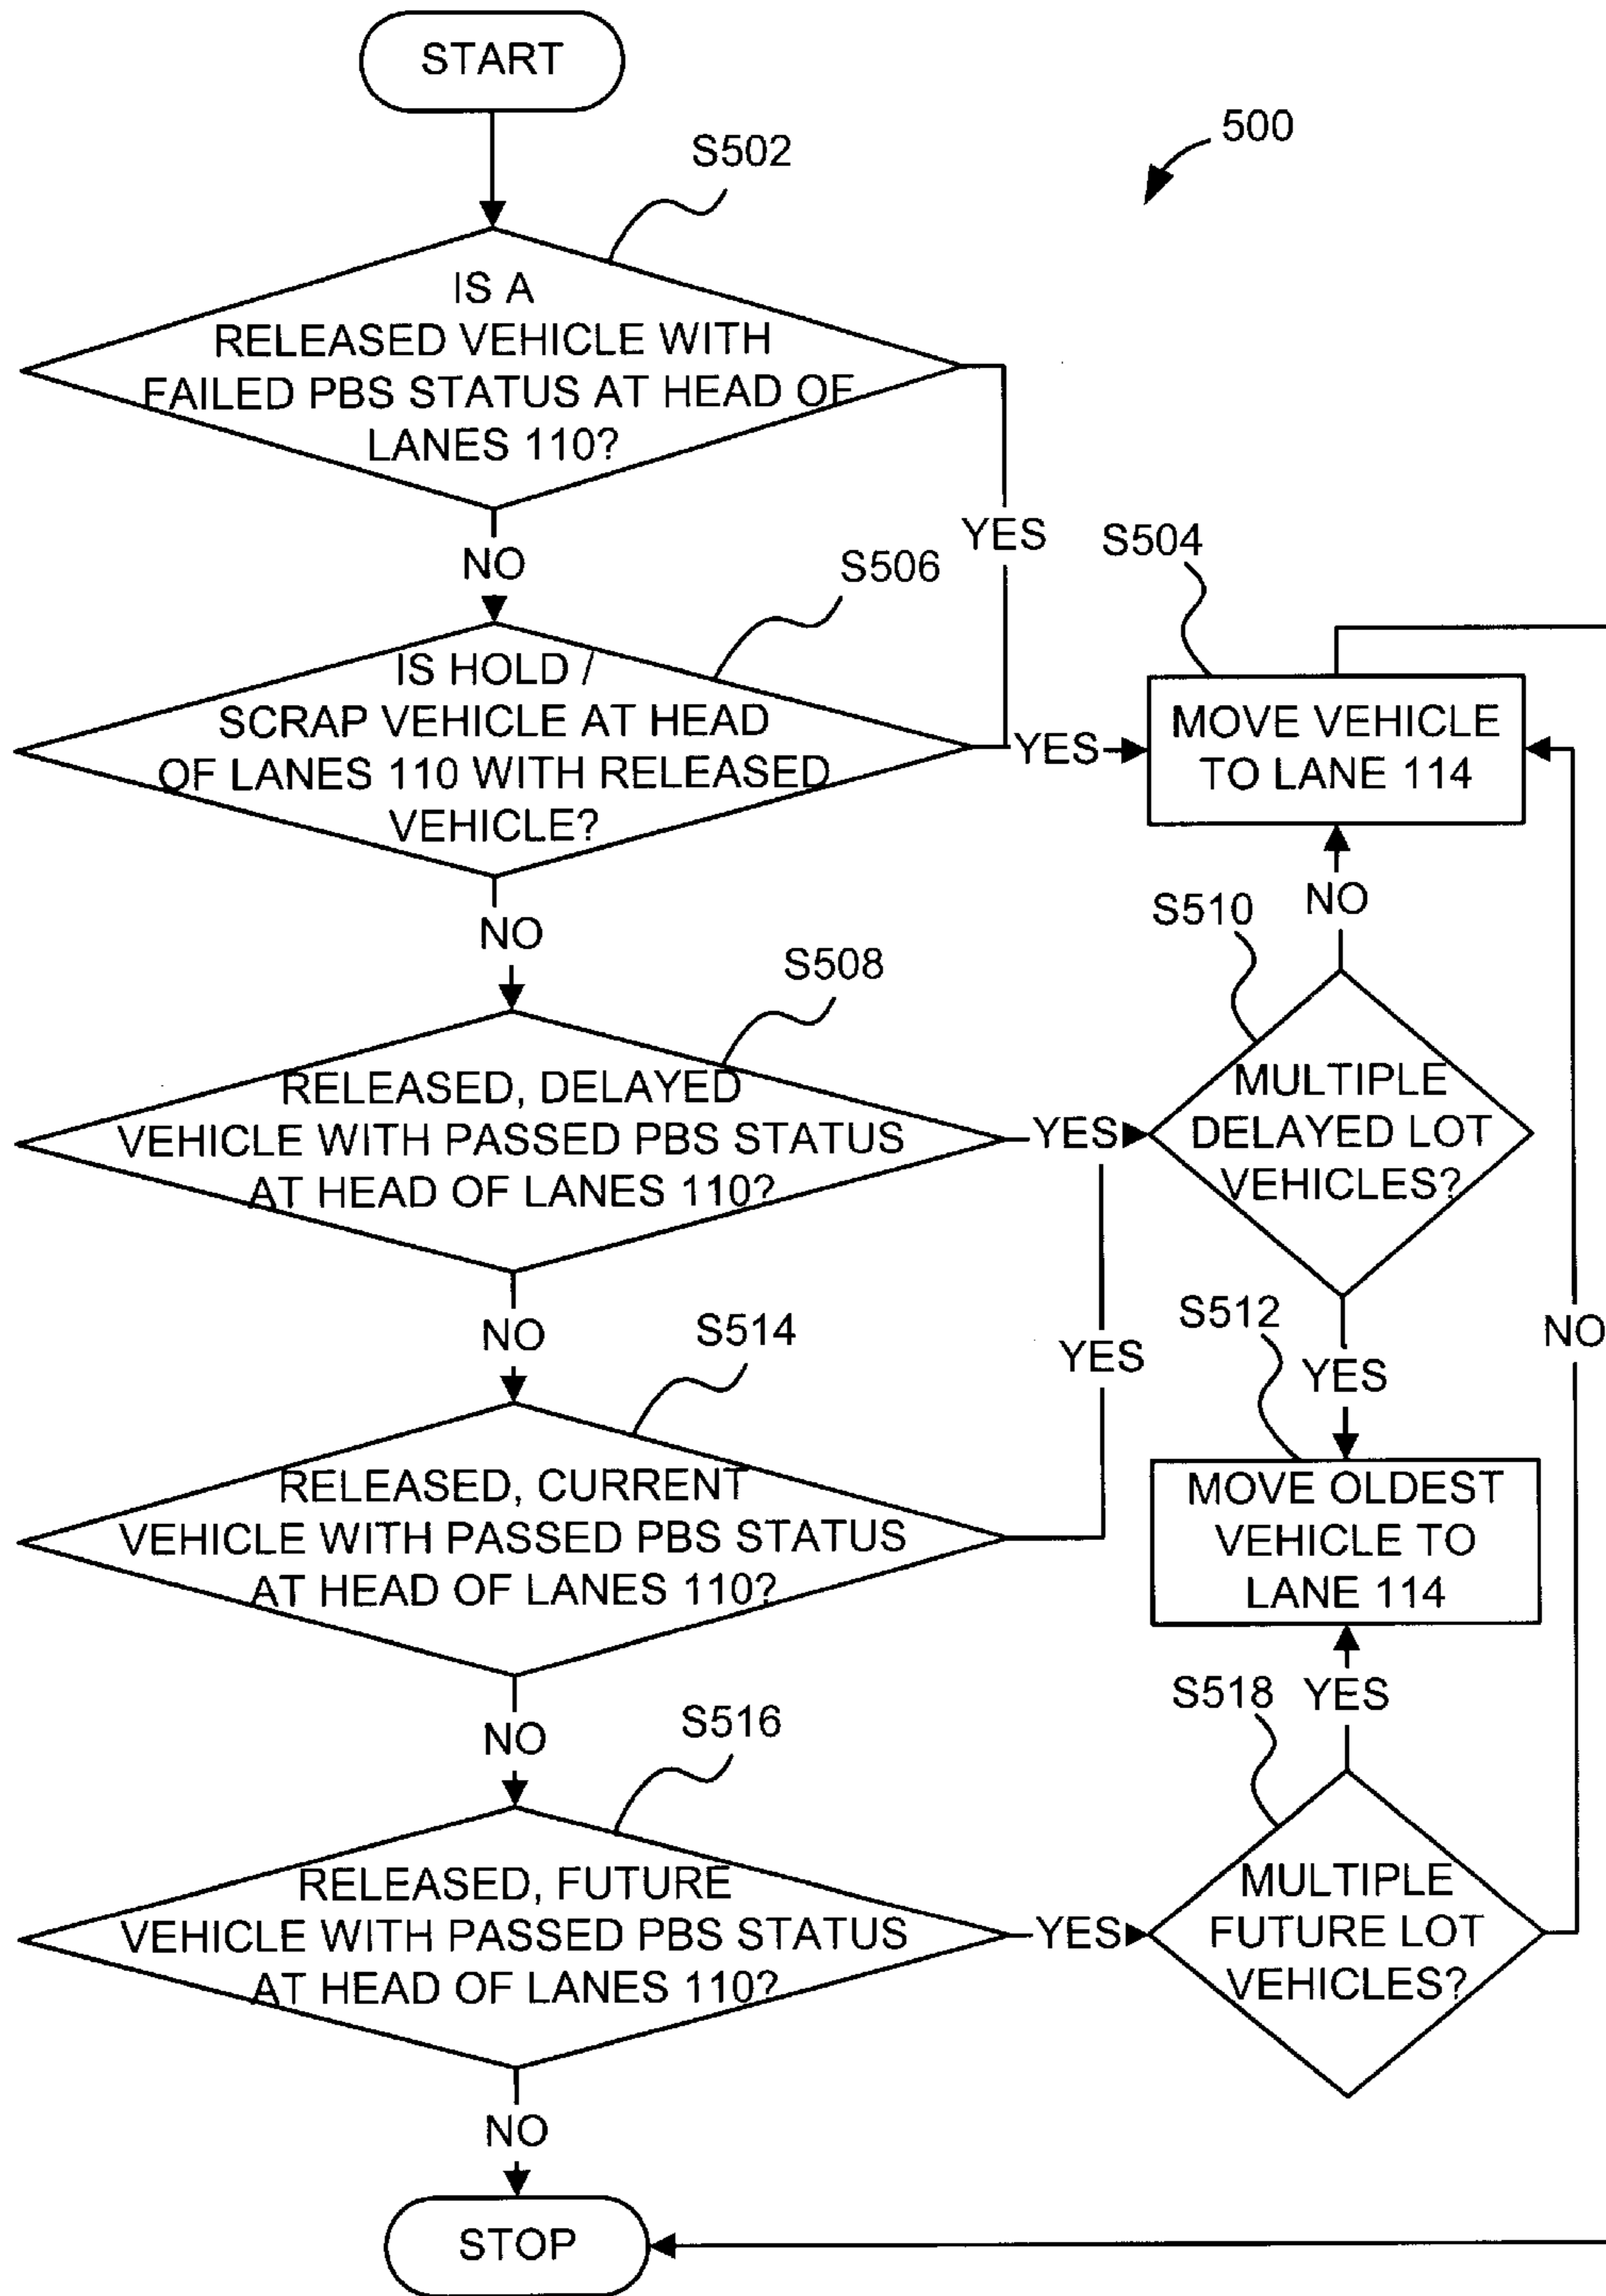 START
500
S502
IS A
RELEASED VEHICLE WITH
FAILED PBS STATUS AT HEAD OF
LANES 110?
YES
NO
S504
S506
IS HOLD /
SCRAP VEHICLE AT HEAD
OF LANES 110 WITH RELEASED
VEHICLE?
YES
MOVE VEHICLE
TO LANE 114
NO
NO
S510
S508
RELEASED, DELAYED
VEHICLE WITH PASSED PBS STATUS
AT HEAD OF LANES 110?
YES
MULTIPLE
DELAYED LOT
VEHICLES?
NO
S514
YES
S512
YES
NO
RELEASED, CURRENT
VEHICLE WITH PASSED PBS STATUS
AT HEAD OF LANES 110?
MOVE OLDEST
VEHICLE TO
LANE 114
NO
S516
S518
YES
RELEASED, FUTURE
VEHICLE WITH PASSED PBS STATUS
AT HEAD OF LANES 110?
YES
MULTIPLE
FUTURE LOT
VEHICLES?
NO
STOP